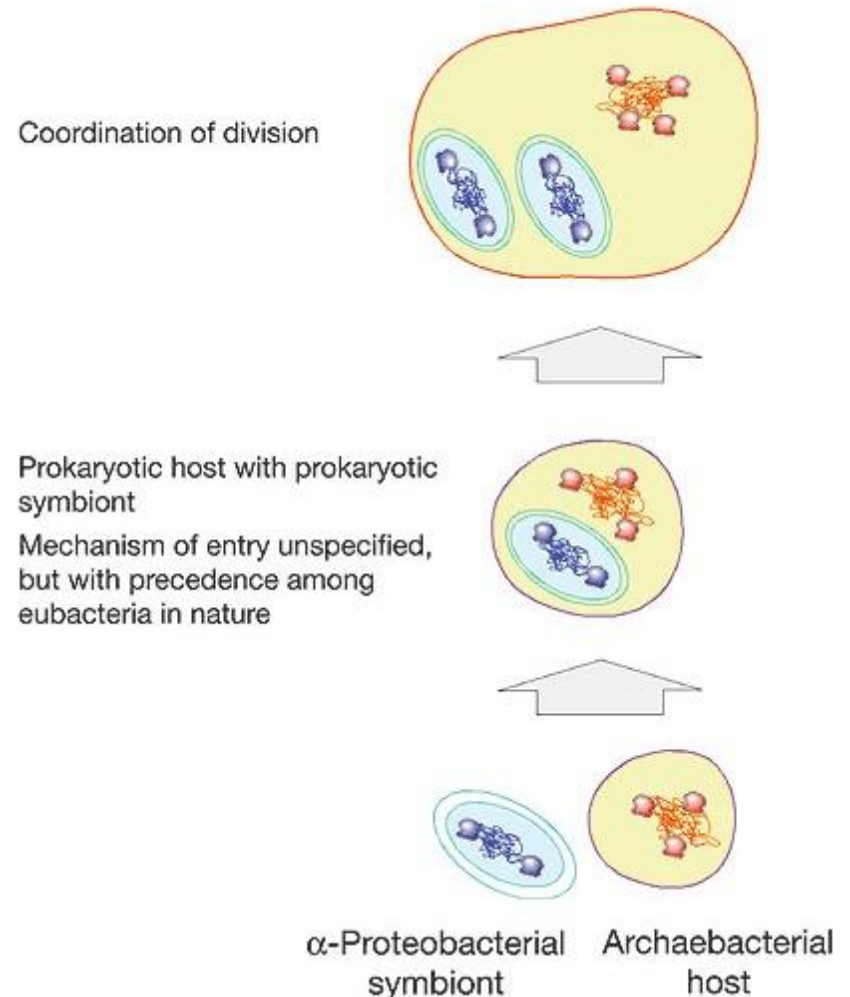 Coordination of division
Prokaryotic host with prokaryotic
symbiont
Mechanism of entry unspecified,
but with precedence among
eubacteria in nature
α-Proteobacterial
symbiont
Archaebacterial
host